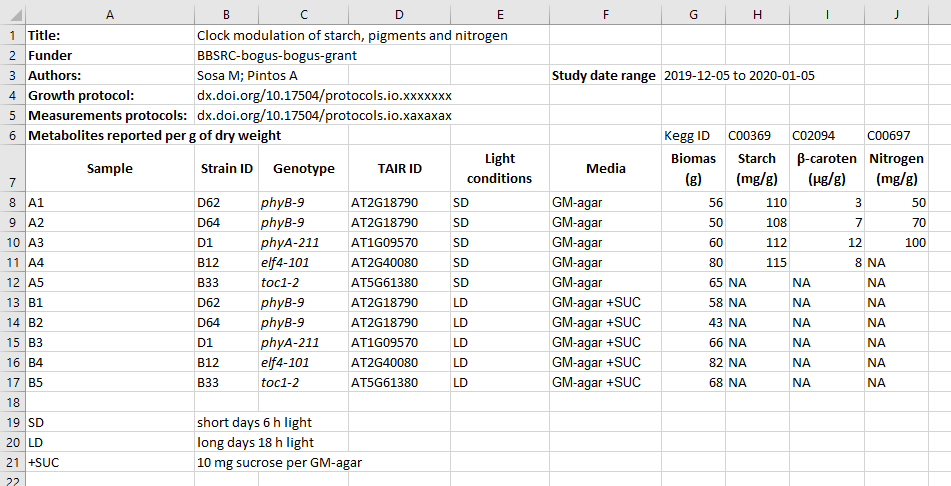 A B C D E F G H I J
1 Title: Clock modulation of starch, pigments and nitrogen
2 Funder BBSRC-bogus-bogus-grant
3 Authors: Sosa M; Pintos A Study date range 2019-12-05 to 2020-01-05
4 Growth protocol: dx.doi.org/10.17504/protocols.io.xxxxxxx
5 Measurements protocols: dx.doi.org/10.17504/protocols.io.xaxaxax
6 Metabolites reported per g of dry weight Kegg ID C00369 C02094 C00697
7 Sample Strain ID Genotype TAIR ID Light conditions Media Biomas (g) Starch (mg/g) β-caroten (µg/g) Nitrogen (mg/g)
8 A1 D62 phyB-9 AT2G18790 SD GM-agar 56 110 3 50
9 A2 D64 phyB-9 AT2G18790 SD GM-agar 50 108 7 70
10 A3 D1 phyA-211 AT1G09570 SD GM-agar 60 112 12 100
11 A4 B12 elf4-101 AT2G40080 SD GM-agar 80 115 8 NA
12 A5 B33 toc1-2 AT5G61380 SD GM-agar 65 NA NA NA
13 B1 D62 phyB-9 AT2G18790 LD GM-agar +SUC 58 NA NA NA
14 B2 D64 phyB-9 AT2G18790 LD GM-agar +SUC 43 NA NA NA
15 B3 D1 phyA-211 AT1G09570 LD GM-agar +SUC 66 NA NA NA
16 B4 B12 elf4-101 AT2G40080 LD GM-agar +SUC 82 NA NA NA
17 B5 B33 toc1-2 AT5G61380 LD GM-agar +SUC 68 NA NA NA
18
19 SD short days 6 h light
20 LD long days 18 h light
21 +SUC 10 mg sucrose per GM-agar
22